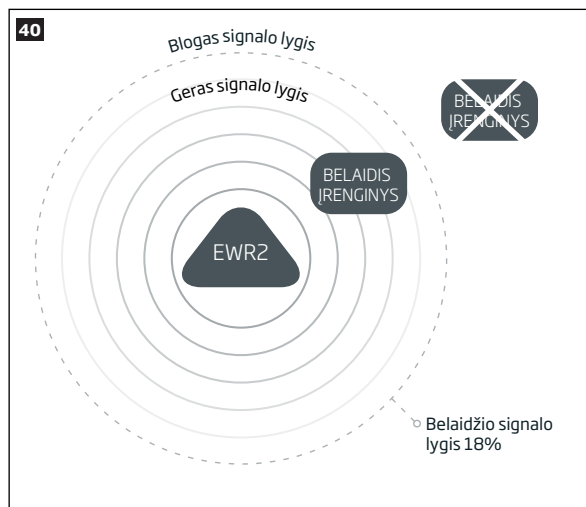 40
Blogas signalo lygis
Geras signalo lygis
BELAIDIS
ĮRENGINYS
BELAIDIS
ĮRENGINYS
EWR2
Belaidžio signalo
lygis 18%